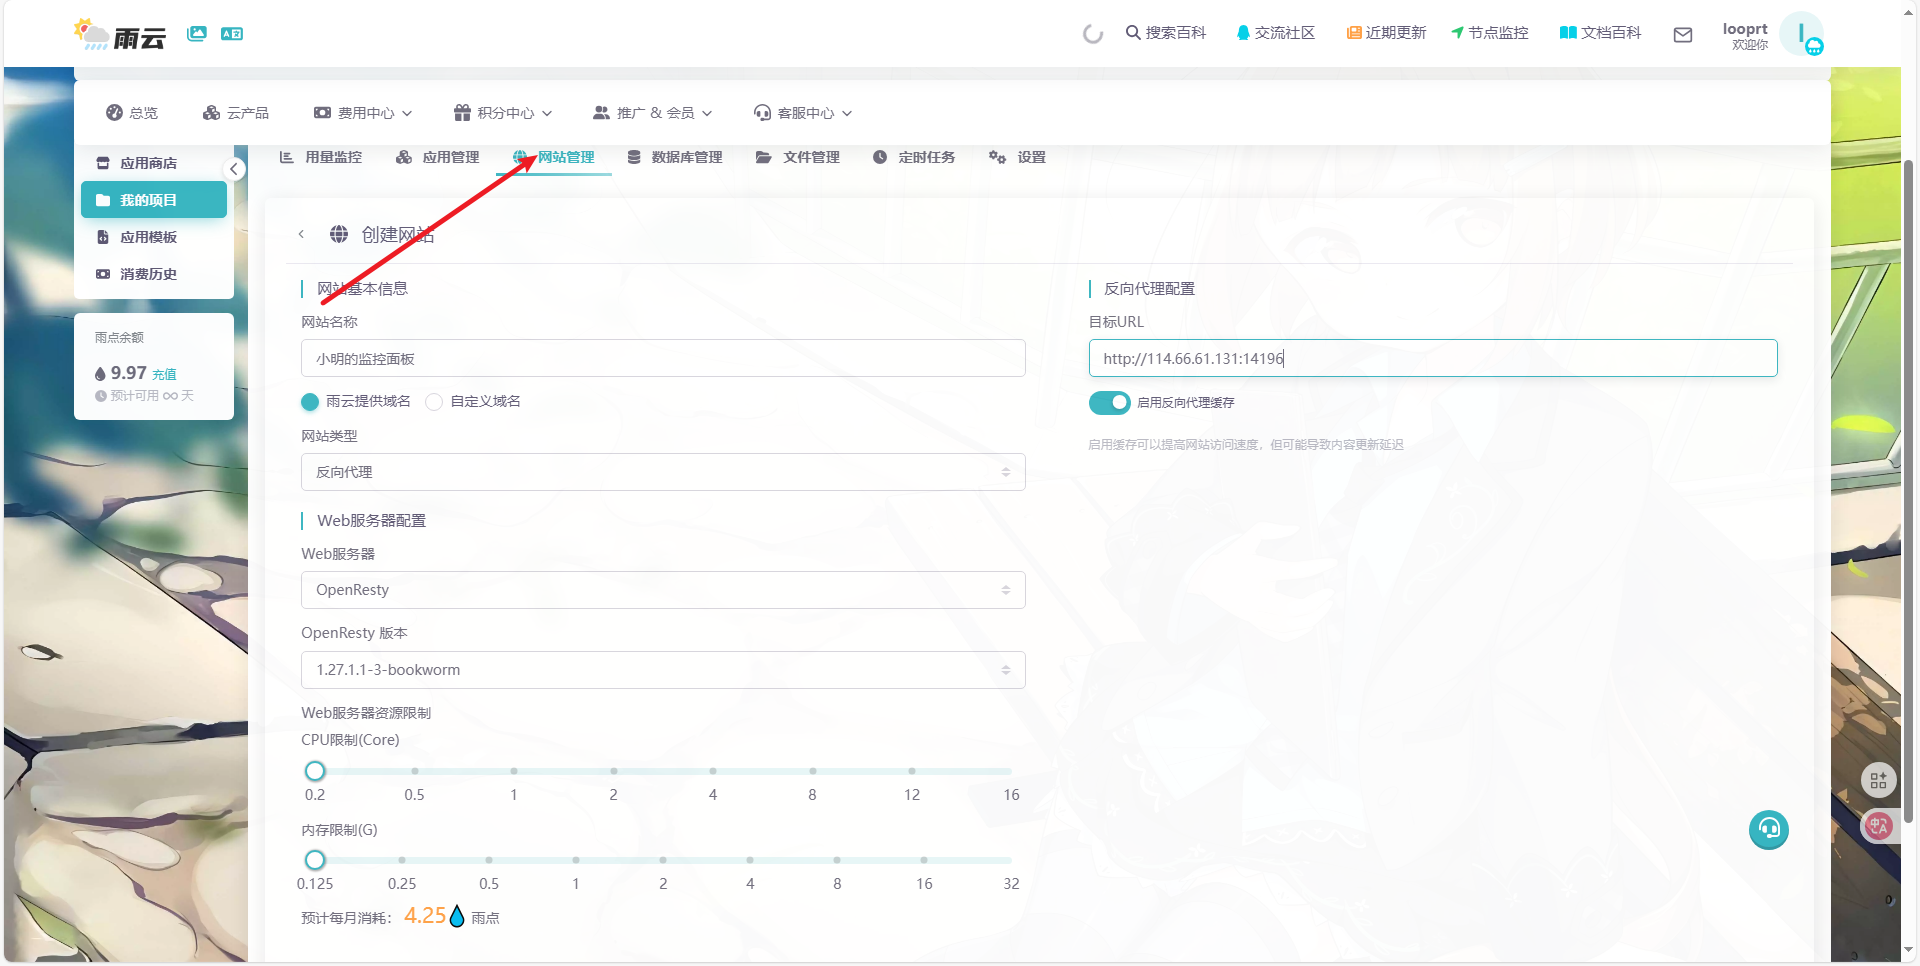 雨云
搜索百科
交流社区
近期更新
节点监控
文档百科
looprt
欢迎你
总览
云产品
费用中心
积分中心
推广 & 会员
客服中心
应用商店
我的项目
应用模板
消费历史
雨点余额
9.97 充值
预计可用 ∞ 天
用量监控
应用管理
网站管理
数据库管理
文件管理
定时任务
设置
创建网站
网站基本信息
网站名称
小明的监控面板
雨云提供域名
自定义域名
网站类型
反向代理
Web服务器配置
Web服务器
OpenResty
OpenResty 版本
1.27.1.1-3-bookworm
Web服务器资源限制
CPU限制(Core)
0.2 0.5 1 2 4 8 12 16
内存限制(G)
0.125 0.25 0.5 1 2 4 8 16 32
预计每月消耗: 4.25 雨点
反向代理配置
目标URL
http://114.66.61.131:14196
启用反向代理缓存
启用缓存可以提高网站访问速度，但可能导致内容更新延迟